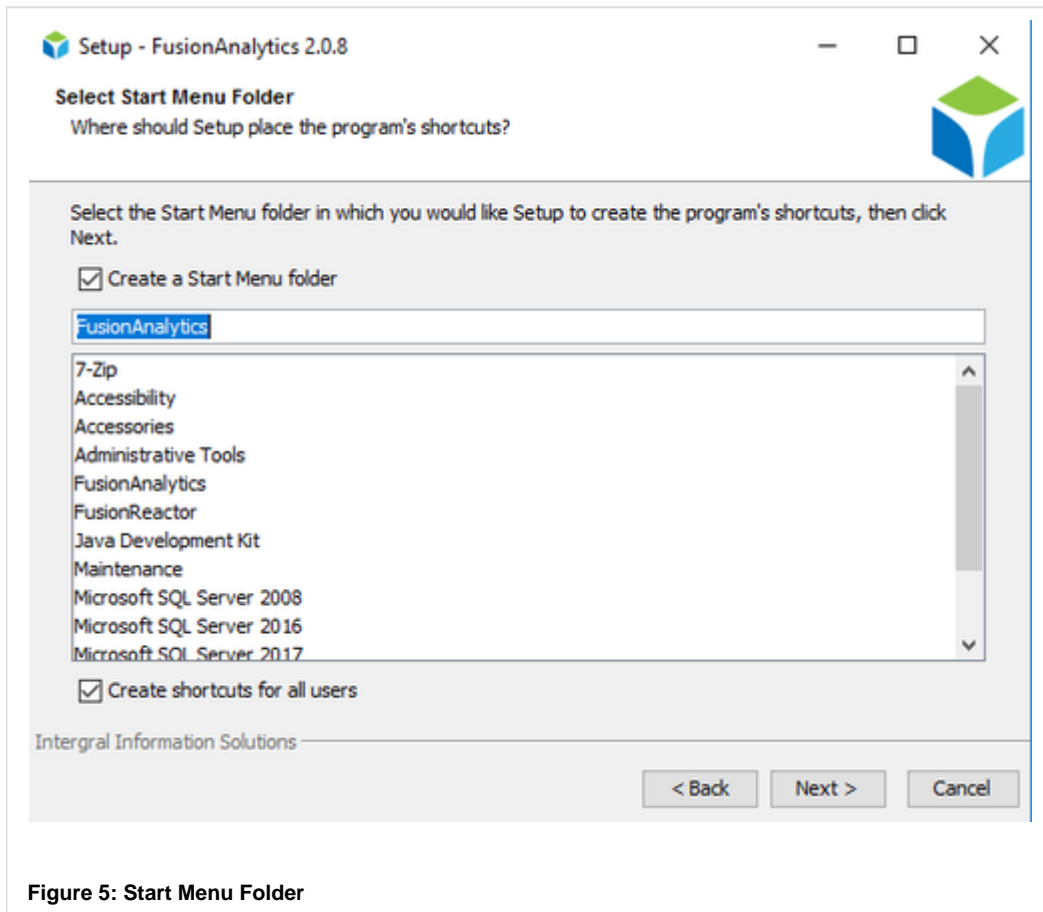 Setup - FusionAnalytics 2.0.8
Select Start Menu Folder
Where should Setup place the program's shortcuts?
Select the Start Menu folder in which you would like Setup to create the program's shortcuts, then click
Next.
Create a Start Menu folder
FusionAnalytics
7-Zip
Accessibility
Accessories
Administrative Tools
FusionAnalytics
FusionReactor
Java Development Kit
Maintenance
Microsoft SQL Server 2008
Microsoft SQL Server 2016
Microsoft SQL Server 2017
Create shortcuts for all users
Intergral Information Solutions
< Back Next > Cancel
Figure 5: Start Menu Folder